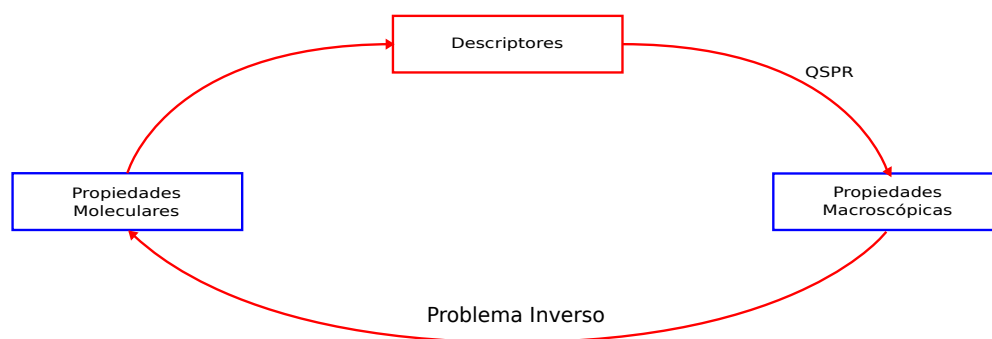 Descriptores
QSPR
Propiedades
Moleculares
Propiedades
Macroscópicas
Problema Inverso